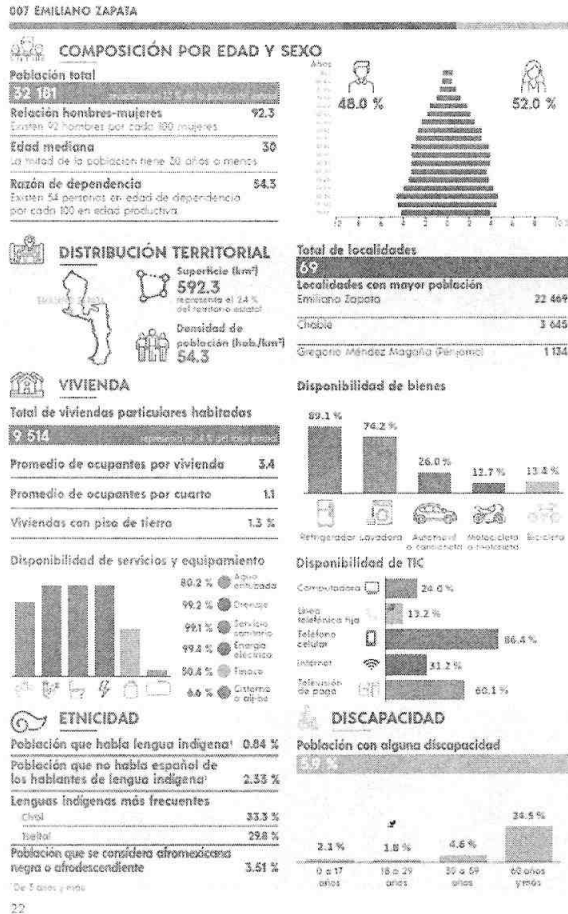 007 EMILIANO ZAPATA
COMPOSICIÓN POR EDAD Y SEXO
Población total
32 181
Relación hombres-mujeres 92.3
Existen 92 hombres por cada 100 mujeres
Edad mediana 30
La mitad de la población tiene 30 años o menos
Razón de dependencia 54.3
Existen 54 personas en edad de dependencia
por cada 100 en edad productiva
Años
48.0 %
52.0 %
DISTRIBUCIÓN TERRITORIAL
Superficie (km²)
592.3
representa el 2.4 %
del territorio estatal
Densidad de
población (hab./km²)
54.3
Total de localidades
69
Localidades con mayor población
Emiliano Zapata 22 469
Chablé 3 645
Gregorio Méndez Magaña (Penjamo) 1 134
VIVIENDA
Total de viviendas particulares habitadas
9 514
Promedio de ocupantes por vivienda 3.4
Promedio de ocupantes por cuarto 1.1
Viviendas con piso de tierra 1.3 %
Disponibilidad de bienes
89.1 %
74.2 %
26.0 %
12.7 %
13.4 %
Refrigerador
Lavadora
Automóvil
o camioneta
Motocicleta
o motoneta
Bicicleta
Disponibilidad de servicios y equipamiento
80.2 % Agua
entubada
99.2 % Drenaje
99.1 % Servicio
sanitario
99.4 % Energía
eléctrica
50.4 % Tinaco
6.6 % Cisterna
o aljibe
Disponibilidad de TIC
Computadora 24.0 %
Línea
telefónica fija 13.2 %
Teléfono
celular 86.4 %
Internet 31.2 %
Televisión
de paga 60.1 %
ETNICIDAD
Población que habla lengua indígena¹ 0.84 %
Población que no habla español de
los hablantes de lengua indígena¹ 2.33 %
Lenguas indígenas más frecuentes
Chol 33.3 %
Tseltal 29.8 %
Población que se considera afromexicana
negra o afrodescendiente 3.51 %
¹ De 3 años y más
DISCAPACIDAD
Población con alguna discapacidad
5.9 %
2.1 %
1.8 %
4.6 %
24.5 %
0 a 17
años
18 a 29
años
30 a 59
años
60 años
y más
22